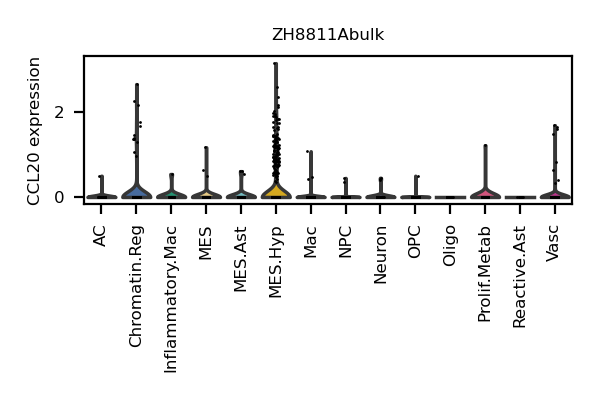 ZH8811Abulk
CCL20 expression
2
0
AC
Chromatin.Reg
Inflammatory.Mac
MES
MES.Ast
MES.Hyp
Mac
NPC
Neuron
OPC
Oligo
Prolif.Metab
Reactive.Ast
Vasc